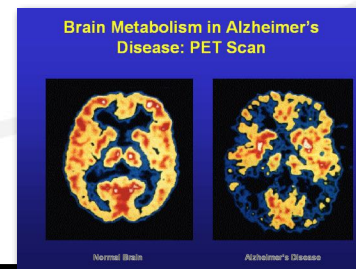 Brain Metabolism in Alzheimer's
Disease: PET Scan
Normal Brain
Alzheimer's Disease